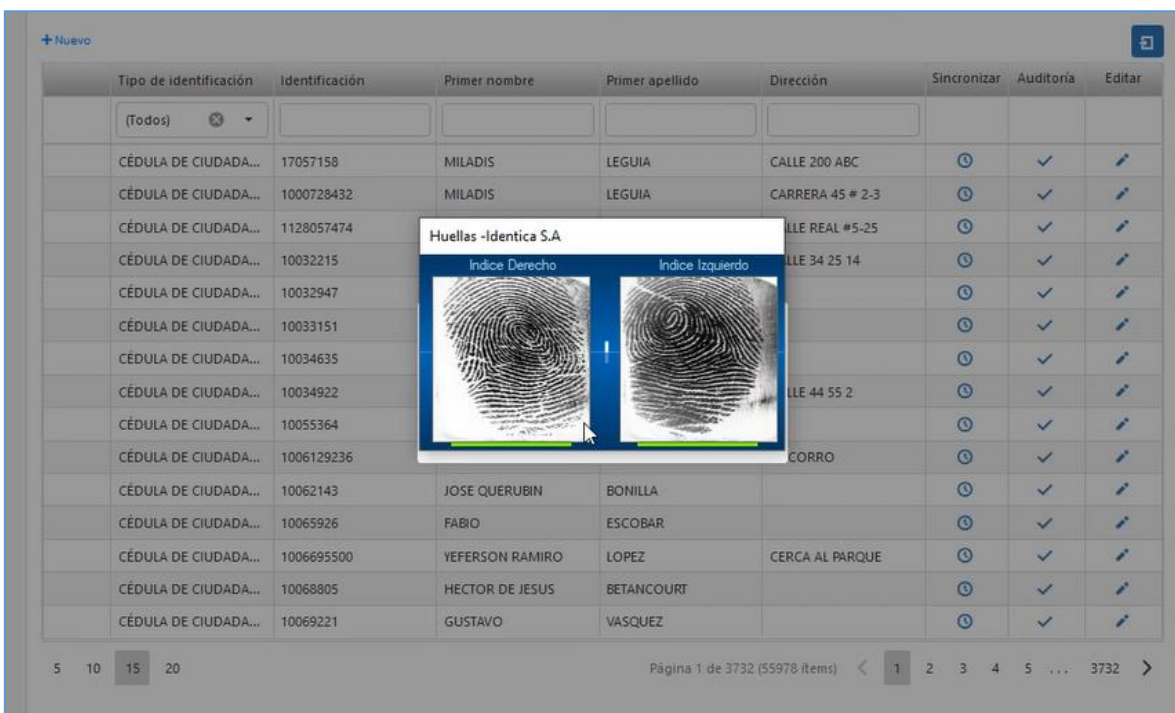 + Nuevo
Tipo de identificación Identificación Primer nombre Primer apellido Dirección Sincronizar Auditoría Editar
(Todos)
CÉDULA DE CIUDADA... 17057158 MILADIS LEGUIA CALLE 200 ABC
CÉDULA DE CIUDADA... 1000728432 MILADIS LEGUIA CARRERA 45 # 2-3
CÉDULA DE CIUDADA... 1128057474 LLE REAL #5-25
Huellas -Identica S.A
CÉDULA DE CIUDADA... 10032215 LLE 34 25 14
Indice Derecho Indice Izquierdo
CÉDULA DE CIUDADA... 10032947
CÉDULA DE CIUDADA... 10033151
CÉDULA DE CIUDADA... 10034635
CÉDULA DE CIUDADA... 10034922 LLE 44 55 2
CÉDULA DE CIUDADA... 10055364
CÉDULA DE CIUDADA... 1006129236 CORRO
CÉDULA DE CIUDADA... 10062143 JOSE QUERUBIN BONILLA
CÉDULA DE CIUDADA... 10065926 FABIO ESCOBAR
CÉDULA DE CIUDADA... 1006695500 YEFERSON RAMIRO LOPEZ CERCA AL PARQUE
CÉDULA DE CIUDADA... 10068805 HECTOR DE JESUS BETANCOURT
CÉDULA DE CIUDADA... 10069221 GUSTAVO VASQUEZ
5 10 15 20 Página 1 de 3732 (55978 ítems) < 1 2 3 4 5 ... 3732 >